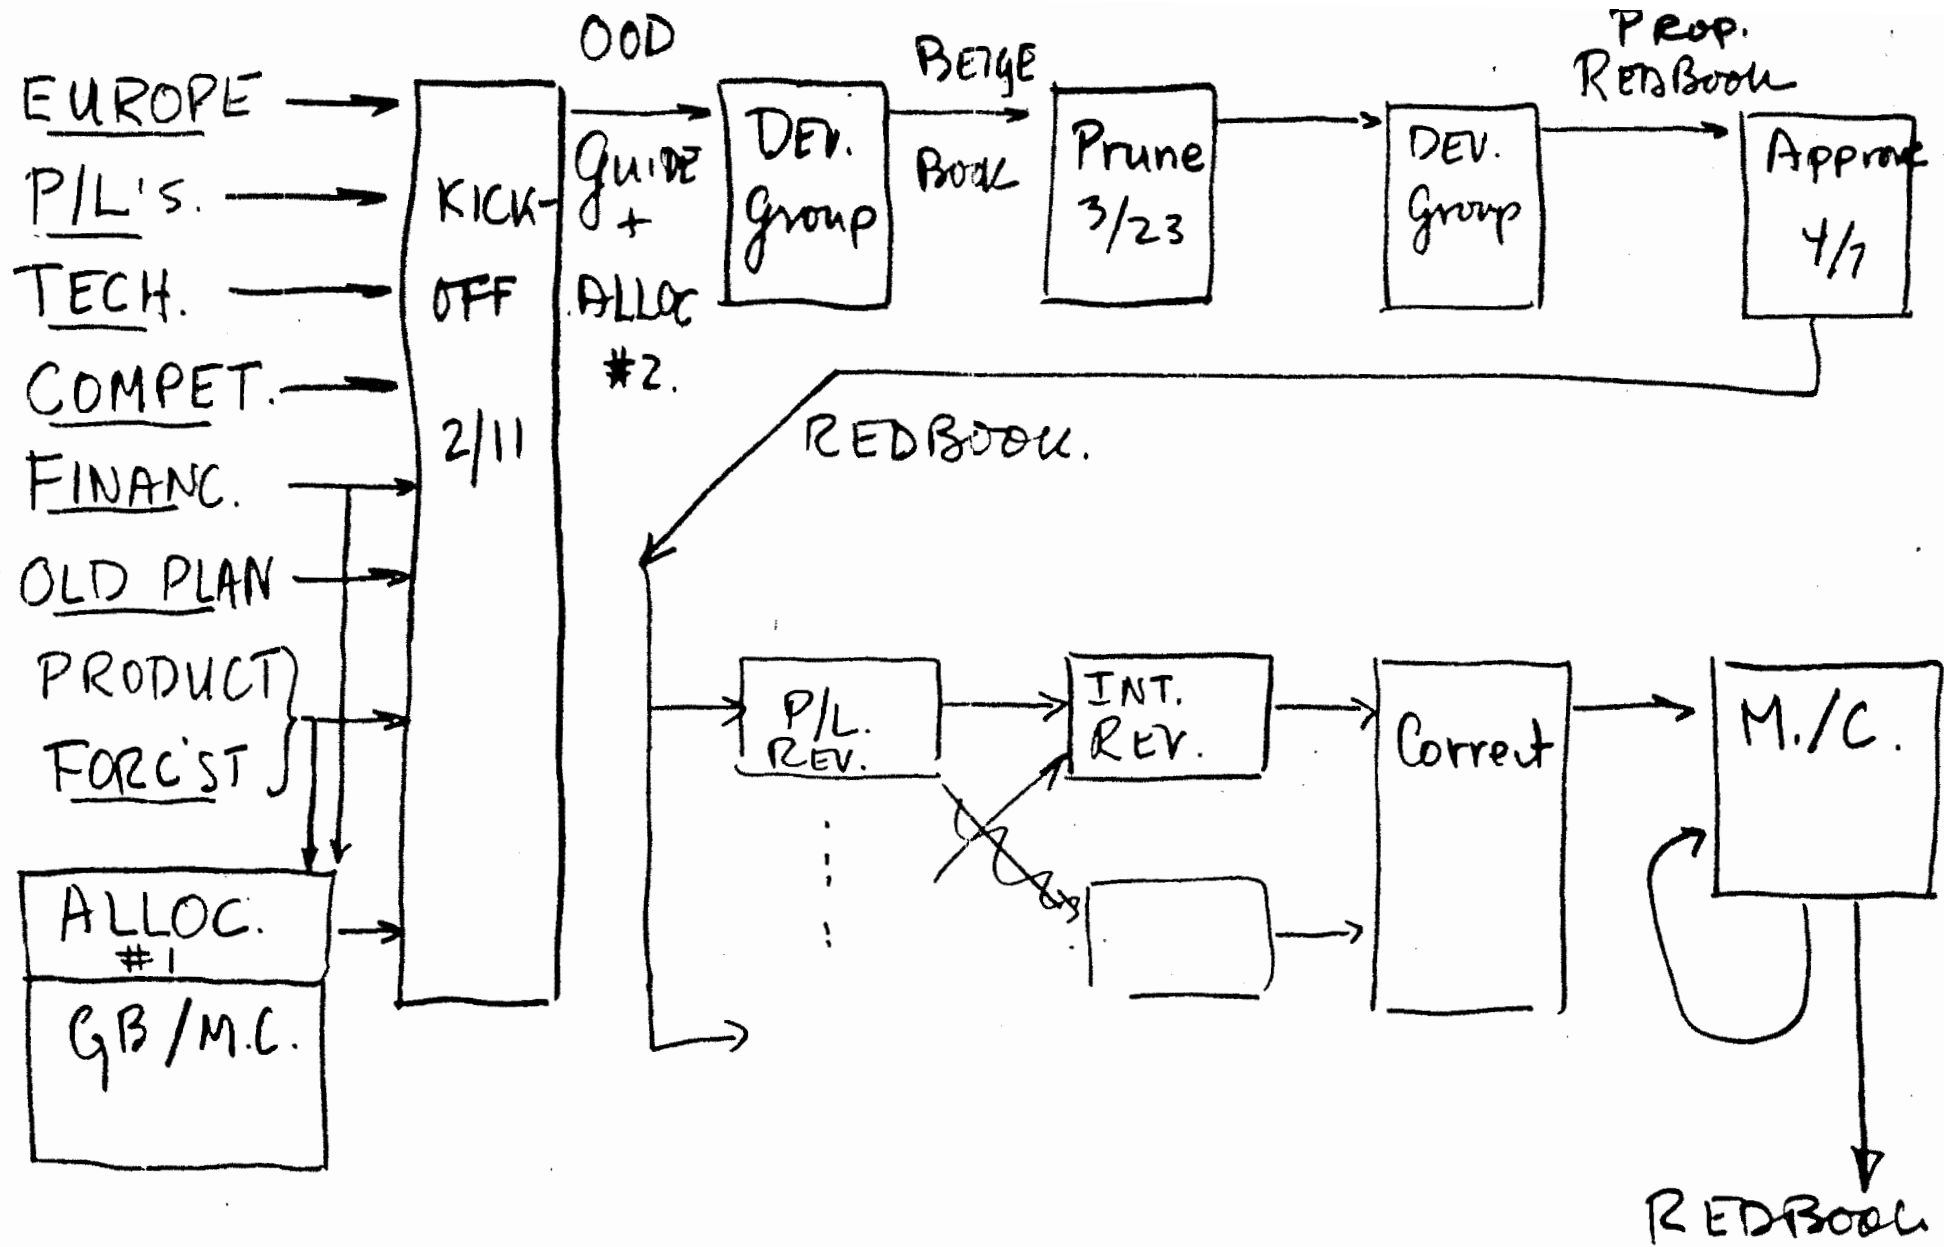 EUROPE
P/L's.
TECH.
COMPET.
FINANC.
OLD PLAN
PRODUCT
FORC'ST
ALLOC.
#1
GB/M.C.
KICK-
OFF
2/11
OOD
GUIDE
+
ALLOC
#2.
DEV.
Group
BEIGE
BOOK
Prune
3/23
DEV.
Group
PROP.
REDBOOK
Approve
REDBOOK.
P/L.
REV.
INT.
REV.
Correct
M./C.
REDBOOK